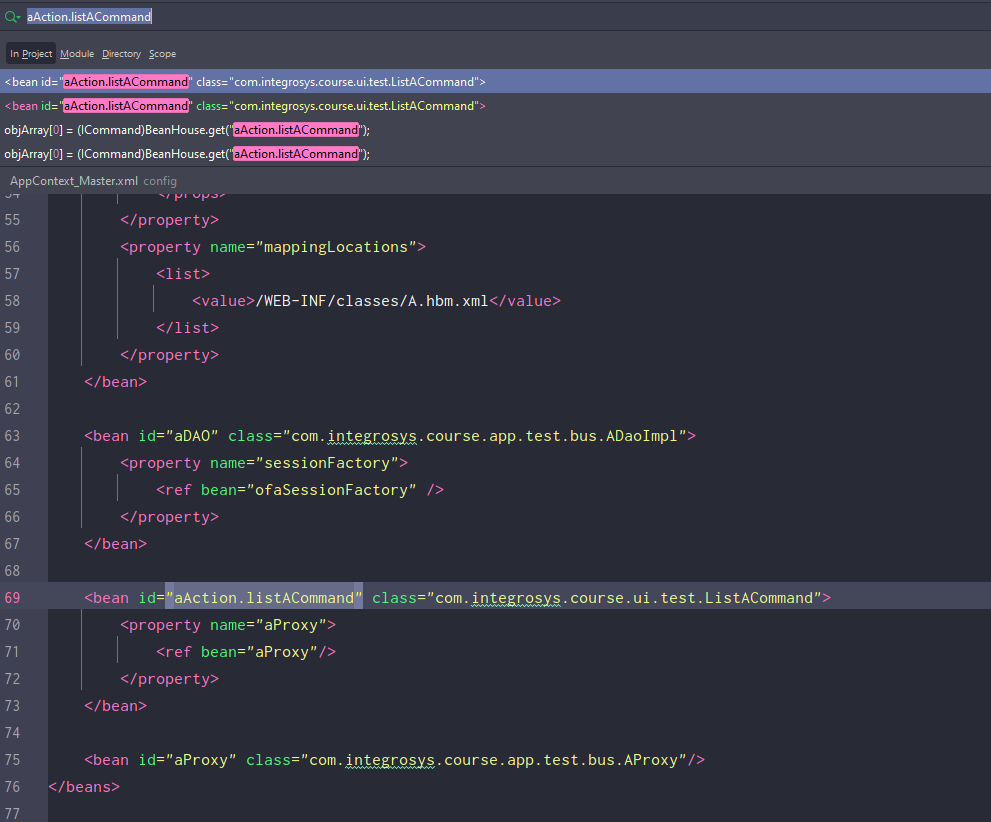 aAction.listACommand
In Project Module Directory Scope
<bean id="aAction.listACommand" class="com.integrosys.course.ui.test.ListACommand">
<bean id="aAction.listACommand" class="com.integrosys.course.ui.test.ListACommand">
objArray[0] = (ICommand)BeanHouse.get("aAction.listACommand");
objArray[0] = (ICommand)BeanHouse.get("aAction.listACommand");
AppContext_Master.xml config
54 </props>
55 </property>
56 <property name="mappingLocations">
57 <list>
58 <value>/WEB-INF/classes/A.hbm.xml</value>
59 </list>
60 </property>
61 </bean>
62
63 <bean id="aDAO" class="com.integrosys.course.app.test.bus.ADaoImpl">
64 <property name="sessionFactory">
65 <ref bean="ofaSessionFactory" />
66 </property>
67 </bean>
68
69 <bean id="aAction.listACommand" class="com.integrosys.course.ui.test.ListACommand">
70 <property name="aProxy">
71 <ref bean="aProxy"/>
72 </property>
73 </bean>
74
75 <bean id="aProxy" class="com.integrosys.course.app.test.bus.AProxy"/>
76 </beans>
77